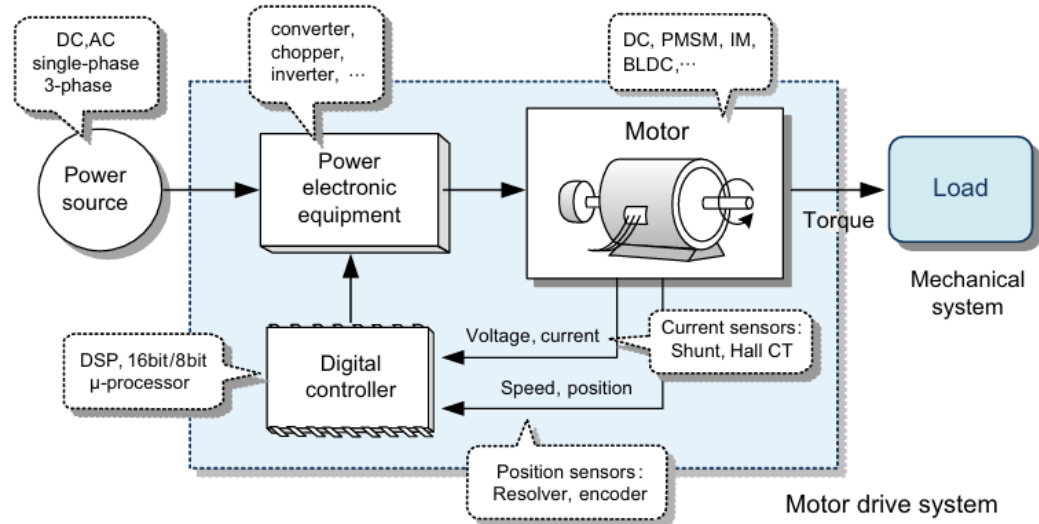 DC,AC
single-phase
3-phase
converter,
chopper,
inverter, ...
DC, PMSM, IM,
BLDC,...
Power
source
Power
electronic
equipment
Motor
Load
Torque
Mechanical
system
Voltage, current
Current sensors:
Shunt, Hall CT
DSP, 16bit/8bit
μ-processor
Digital
controller
Speed, position
Position sensors:
Resolver, encoder
Motor drive system